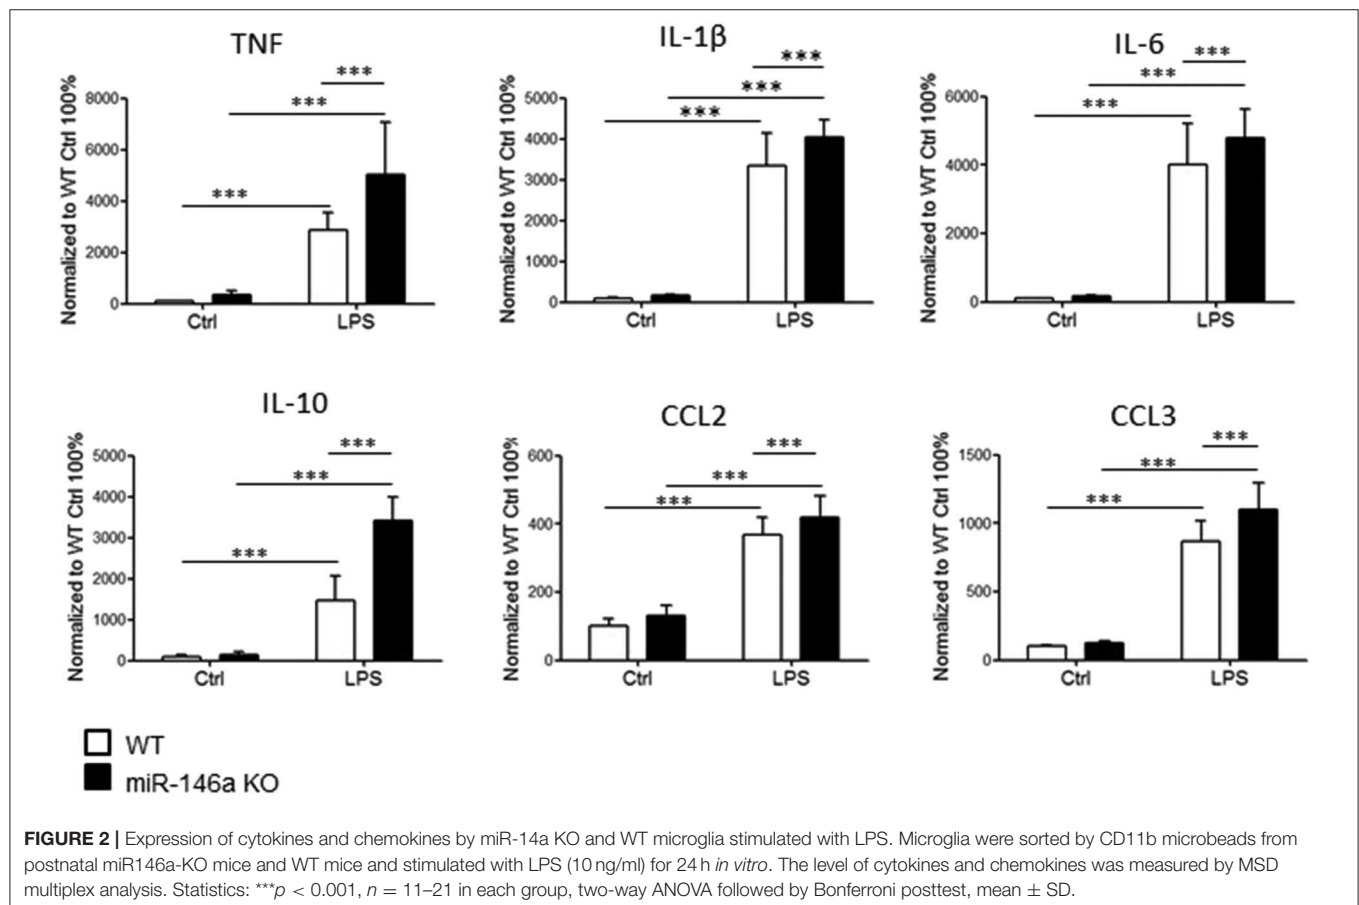 TNF
***
***
***
Normalized to WT Ctrl 100%
8000
6000
4000
2000
0
Ctrl LPS
IL-1β
***
***
***
Normalized to WT Ctrl 100%
5000
4000
3000
2000
1000
0
Ctrl LPS
IL-6
***
***
***
Normalized to WT Ctrl 100%
6000
4000
2000
0
Ctrl LPS
IL-10
***
***
***
Normalized to WT Ctrl 100%
5000
4000
3000
2000
1000
0
Ctrl LPS
CCL2
***
***
***
Normalized to WT Ctrl 100%
600
400
200
0
Ctrl LPS
CCL3
***
***
***
Normalized to WT Ctrl 100%
1500
1000
500
0
Ctrl LPS
WT
miR-146a KO
FIGURE 2 | Expression of cytokines and chemokines by miR-14a KO and WT microglia stimulated with LPS. Microglia were sorted by CD11b microbeads from
postnatal miR146a-KO mice and WT mice and stimulated with LPS (10 ng/ml) for 24 h in vitro. The level of cytokines and chemokines was measured by MSD
multiplex analysis. Statistics: ***p < 0.001, n = 11–21 in each group, two-way ANOVA followed by Bonferroni posttest, mean ± SD.